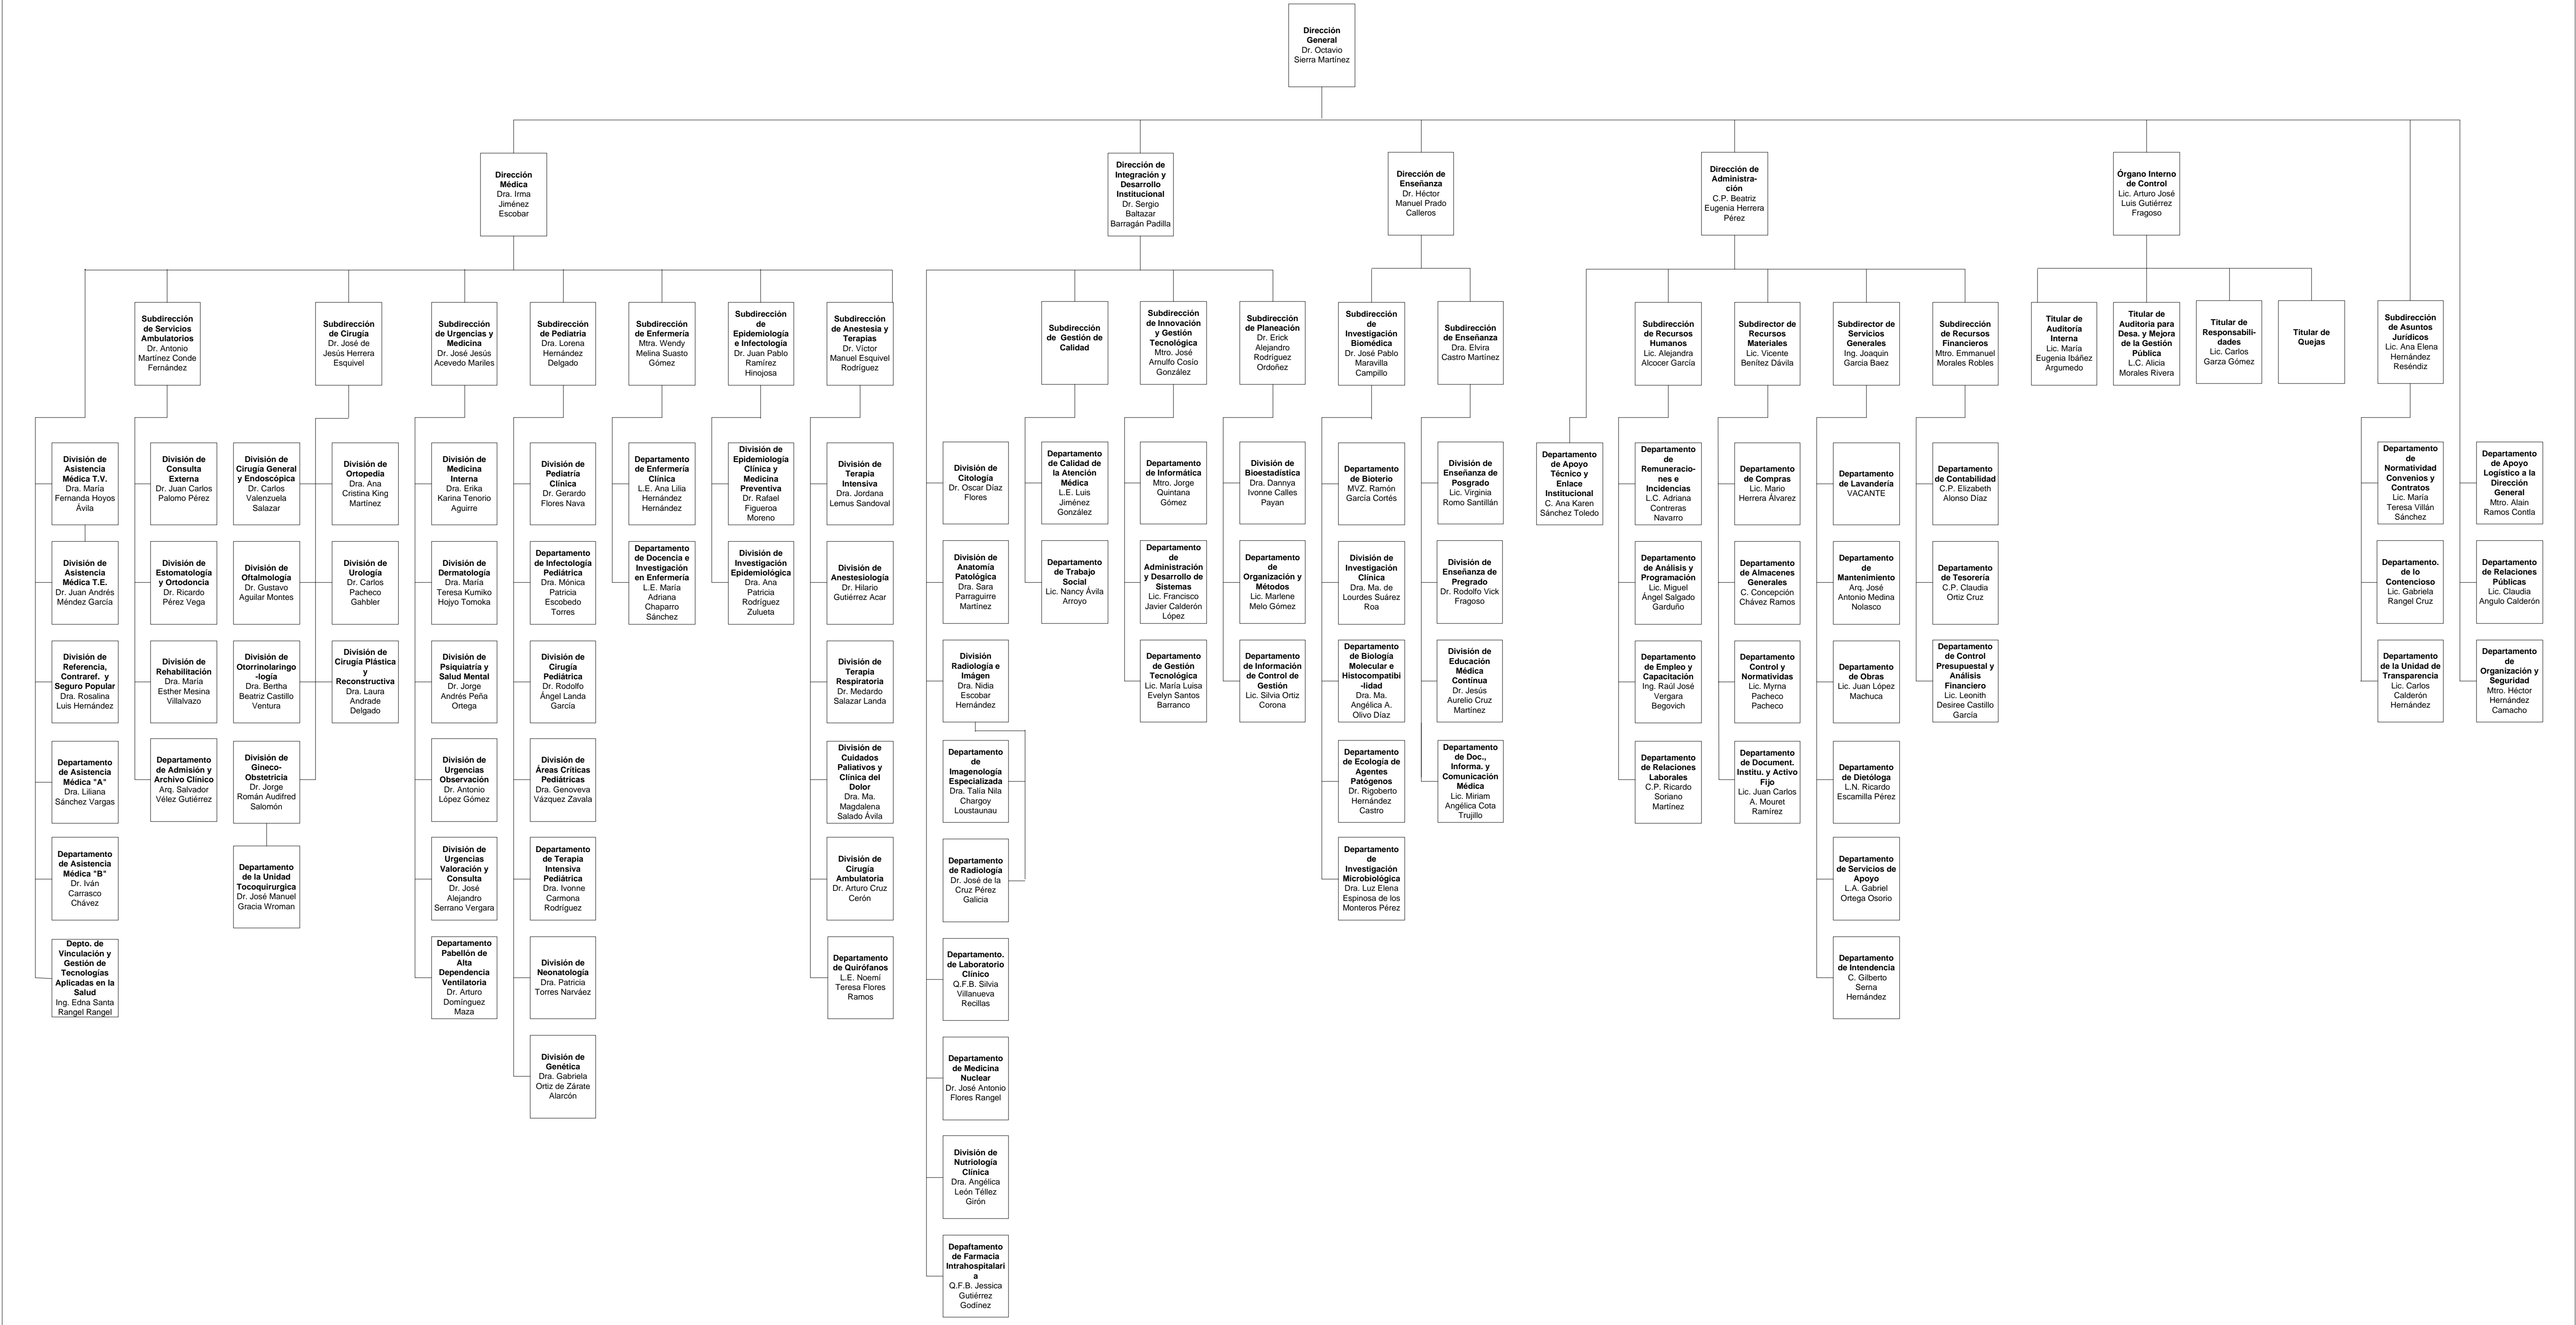 Dirección
General
Dr. Octavio
Sierra Martínez
Dirección
Médica
Dra. Irma
Jiménez
Escobar
Dirección de
Integración y
Desarrollo
Institucional
Dr. Sergio
Baltazar
Barragán Padilla
Dirección de
Enseñanza
Dr. Héctor
Manuel Prado
Calleros
Dirección de
Administra-
ción
C.P. Beatriz
Eugenia Herrera
Pérez
Órgano Interno
de Control
Lic. Arturo José
Luis Gutiérrez
Fragoso
Subdirección
de Servicios
Ambulatorios
Dr. Antonio
Martínez Conde
Fernández
Subdirección
de Cirugía
Dr. José de
Jesús Herrera
Esquivel
Subdirección
de Urgencias y
Medicina
Dr. José Jesús
Acevedo Mariles
Subdirección
de Pediatria
Dra. Lorena
Hernández
Delgado
Subdirección
de Enfermería
Mtra. Wendy
Melina Suasto
Gómez
Subdirección
de
Epidemiología
e Infectología
Dr. Juan Pablo
Ramírez
Hinojosa
Subdirección
de Anestesia y
Terapias
Dr. Víctor
Manuel Esquivel
Rodríguez
Subdirección
de Gestión de
Calidad
Subdirección
de Innovación
y Gestión
Tecnológica
Mtro. José
Arnulfo Cosío
González
Subdirección
de Planeación
Dr. Erick
Alejandro
Rodríguez
Ordoñez
Subdirección
de
Investigación
Biomédica
Dr. José Pablo
Maravilla
Campillo
Subdirección
de Enseñanza
Dra. Elvira
Castro Martínez
Subdirección
de Recursos
Humanos
Lic. Alejandra
Alcocer García
Subdirector de
Recursos
Materiales
Lic. Vicente
Benítez Dávila
Subdirector de
Servicios
Generales
Ing. Joaquin
Garcia Baez
Subdirección
de Recursos
Financieros
Mtro. Emmanuel
Morales Robles
Titular de
Auditoría
Interna
Lic. María
Eugenia Ibáñez
Argumedo
Titular de
Auditoria para
Desa. y Mejora
de la Gestión
Pública
L.C. Alicia
Morales Rivera
Titular de
Responsabili-
dades
Lic. Carlos
Garza Gómez
Titular de
Quejas
Subdirección
de Asuntos
Jurídicos
Lic. Ana Elena
Hernández
Reséndiz
División de
Asistencia
Médica T.V.
Dra. María
Fernanda Hoyos
Ávila
División de
Consulta
Externa
Dr. Juan Carlos
Palomo Pérez
División de
Cirugía General
y Endoscópica
Dr. Carlos
Valenzuela
Salazar
División de
Ortopedia
Dra. Ana
Cristina King
Martínez
División de
Medicina
Interna
Dra. Erika
Karina Tenorio
Aguirre
División de
Pediatría
Clínica
Dr. Gerardo
Flores Nava
Departamento
de Enfermería
Clínica
L.E. Ana Lilia
Hernández
Hernández
División de
Epidemiología
Clínica y
Medicina
Preventiva
Dr. Rafael
Figueroa
Moreno
División de
Terapia
Intensiva
Dra. Jordana
Lemus Sandoval
División de
Citología
Dr. Oscar Díaz
Flores
Departamento
de Calidad de
la Atención
Médica
L.E. Luis
Jiménez
González
Departamento
de Informática
Mtro. Jorge
Quintana
Gómez
División de
Bioestadística
Dra. Dannya
Ivonne Calles
Payan
Departamento
de Bioterio
MVZ. Ramón
García Cortés
División de
Enseñanza de
Posgrado
Lic. Virginia
Romo Santillán
Departamento
de Apoyo
Técnico y
Enlace
Institucional
C. Ana Karen
Sánchez Toledo
Departamento
de
Remuneracio-
nes e
Incidencias
L.C. Adriana
Contreras
Navarro
Departamento
de Compras
Lic. Mario
Herrera Álvarez
Departamento
de Lavandería
VACANTE
Departamento
de Contabilidad
C.P. Elizabeth
Alonso Díaz
Departamento
de
Normatividad
Convenios y
Contratos
Lic. María
Teresa Villán
Sánchez
Departamento
de Apoyo
Logístico a la
Dirección
General
Mtro. Alain
Ramos Contla
División de
Asistencia
Médica T.E.
Dr. Juan Andrés
Méndez García
División de
Estomatología
y Ortodoncia
Dr. Ricardo
Pérez Vega
División de
Oftalmología
Dr. Gustavo
Aguilar Montes
División de
Urología
Dr. Carlos
Pacheco
Gahbler
División de
Dermatología
Dra. María
Teresa Kumiko
Hojyo Tomoka
Departamento
de Infectología
Pediátrica
Dra. Mónica
Patricia
Escobedo
Torres
Departamento
de Docencia e
Investigación
en Enfermería
L.E. María
Adriana
Chaparro
Sánchez
División de
Investigación
Epidemiológica
Dra. Ana
Patricia
Rodríguez
Zulueta
División de
Anestesiología
Dr. Hilario
Gutiérrez Acar
División de
Anatomía
Patológica
Dra. Sara
Parraguirre
Martínez
Departamento
de Trabajo
Social
Lic. Nancy Ávila
Arroyo
Departamento
de
Administración
y Desarrollo de
Sistemas
Lic. Francisco
Javier Calderón
López
Departamento
de
Organización y
Métodos
Lic. Marlene
Melo Gómez
División de
Investigación
Clínica
Dra. Ma. de
Lourdes Suárez
Roa
División de
Enseñanza de
Pregrado
Dr. Rodolfo Vick
Fragoso
Departamento
de Análisis y
Programación
Lic. Miguel
Ángel Salgado
Garduño
Departamento
de Almacenes
Generales
C. Concepción
Chávez Ramos
Departamento
de
Mantenimiento
Arq. José
Antonio Medina
Nolasco
Departamento
de Tesorería
C.P. Claudia
Ortiz Cruz
Departamento.
de lo
Contencioso
Lic. Gabriela
Rangel Cruz
Departamento
de Relaciones
Públicas
Lic. Claudia
Angulo Calderón
División de
Referencia,
Contraref. y
Seguro Popular
Dra. Rosalina
Luis Hernández
División de
Rehabilitación
Dra. María
Esther Mesina
Villalvazo
División de
Otorrinolaringo
-logía
Dra. Bertha
Beatriz Castillo
Ventura
División de
Cirugía Plástica
y
Reconstructiva
Dra. Laura
Andrade
Delgado
División de
Psiquiatría y
Salud Mental
Dr. Jorge
Andrés Peña
Ortega
División de
Cirugía
Pediátrica
Dr. Rodolfo
Ángel Landa
García
División de
Terapia
Respiratoria
Dr. Medardo
Salazar Landa
División
Radiología e
Imágen
Dra. Nidia
Escobar
Hernández
Departamento
de Gestión
Tecnológica
Lic. María Luisa
Evelyn Santos
Barranco
Departamento
de Información
de Control de
Gestión
Lic. Silvia Ortiz
Corona
Departamento
de Biología
Molecular e
Histocompatibi
-lidad
Dra. Ma.
Angélica A.
Olivo Díaz
División de
Educación
Médica
Contínua
Dr. Jesús
Aurelio Cruz
Martínez
Departamento
de Empleo y
Capacitación
Ing. Raúl José
Vergara
Begovich
Departamento
Control y
Normatividas
Lic. Myrna
Pacheco
Pacheco
Departamento
de Obras
Lic. Juan López
Machuca
Departamento
de Control
Presupuestal y
Análisis
Financiero
Lic. Leonith
Desiree Castillo
García
Departamento
de la Unidad de
Transparencia
Lic. Carlos
Calderón
Hernández
Departamento
de
Organización y
Seguridad
Mtro. Héctor
Hernández
Camacho
Departamento
de Asistencia
Médica "A"
Dra. Liliana
Sánchez Vargas
Departamento
de Admisión y
Archivo Clínico
Arq. Salvador
Vélez Gutiérrez
División de
Gineco-
Obstetricia
Dr. Jorge
Román Audifred
Salomón
División de
Urgencias
Observación
Dr. Antonio
López Gómez
División de
Áreas Críticas
Pediátricas
Dra. Genoveva
Vázquez Zavala
División de
Cuidados
Paliativos y
Clínica del
Dolor
Dra. Ma.
Magdalena
Salado Ávila
Departamento
de
Imagenología
Especializada
Dra. Talía Nila
Chargoy
Loustaunau
Departamento
de Ecología de
Agentes
Patógenos
Dr. Rigoberto
Hernández
Castro
Departamento
de Doc.,
Informa. y
Comunicación
Médica
Lic. Miriam
Angélica Cota
Trujillo
Departamento
de Relaciones
Laborales
C.P. Ricardo
Soriano
Martínez
Departamento
de Document.
Institu. y Activo
Fijo
Lic. Juan Carlos
A. Mouret
Ramírez
Departamento
de Dietóloga
L.N. Ricardo
Escamilla Pérez
Departamento
de Asistencia
Médica "B"
Dr. Iván
Carrasco
Chávez
Departamento
de la Unidad
Tocoquirurgica
Dr. José Manuel
Gracia Wroman
División de
Urgencias
Valoración y
Consulta
Dr. José
Alejandro
Serrano Vergara
Departamento
de Terapia
Intensiva
Pediátrica
Dra. Ivonne
Carmona
Rodríguez
División de
Cirugía
Ambulatoria
Dr. Arturo Cruz
Cerón
Departamento
de Radiología
Dr. José de la
Cruz Pérez
Galicia
Departamento
de
Investigación
Microbiológica
Dra. Luz Elena
Espinosa de los
Monteros Pérez
Departamento
de Servicios de
Apoyo
L.A. Gabriel
Ortega Osorio
Depto. de
Vinculación y
Gestión de
Tecnologías
Aplicadas en la
Salud
Ing. Edna Santa
Rangel Rangel
Departamento
Pabellón de
Alta
Dependencia
Ventilatoria
Dr. Arturo
Domínguez
Maza
División de
Neonatología
Dra. Patricia
Torres Narváez
Departamento
de Quirófanos
L.E. Noemí
Teresa Flores
Ramos
Departamento.
de Laboratorio
Clínico
Q.F.B. Silvia
Villanueva
Recillas
Departamento
de Intendencia
C. Gilberto
Serna
Hernández
División de
Genética
Dra. Gabriela
Ortiz de Zárate
Alarcón
Departamento
de Medicina
Nuclear
Dr. José Antonio
Flores Rangel
División de
Nutriología
Clínica
Dra. Angélica
León Téllez
Girón
Depaftamento
de Farmacia
Intrahospitalari
a
Q.F.B. Jessica
Gutiérrez
Godínez